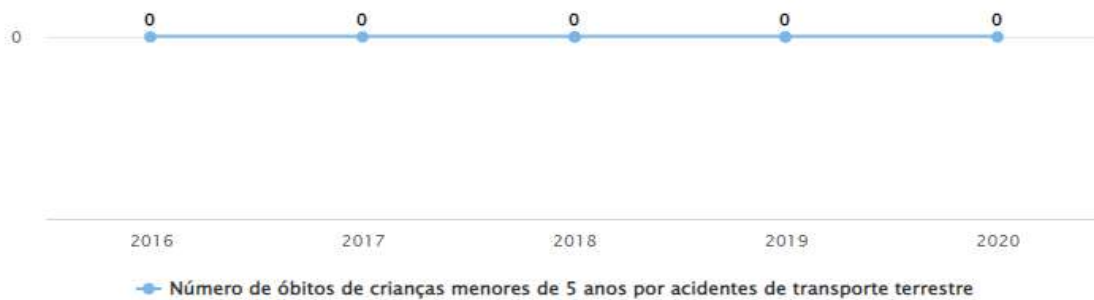 0 0 0 0 0
0
2016 2017 2018 2019 2020
Número de óbitos de crianças menores de 5 anos por acidentes de transporte terrestre